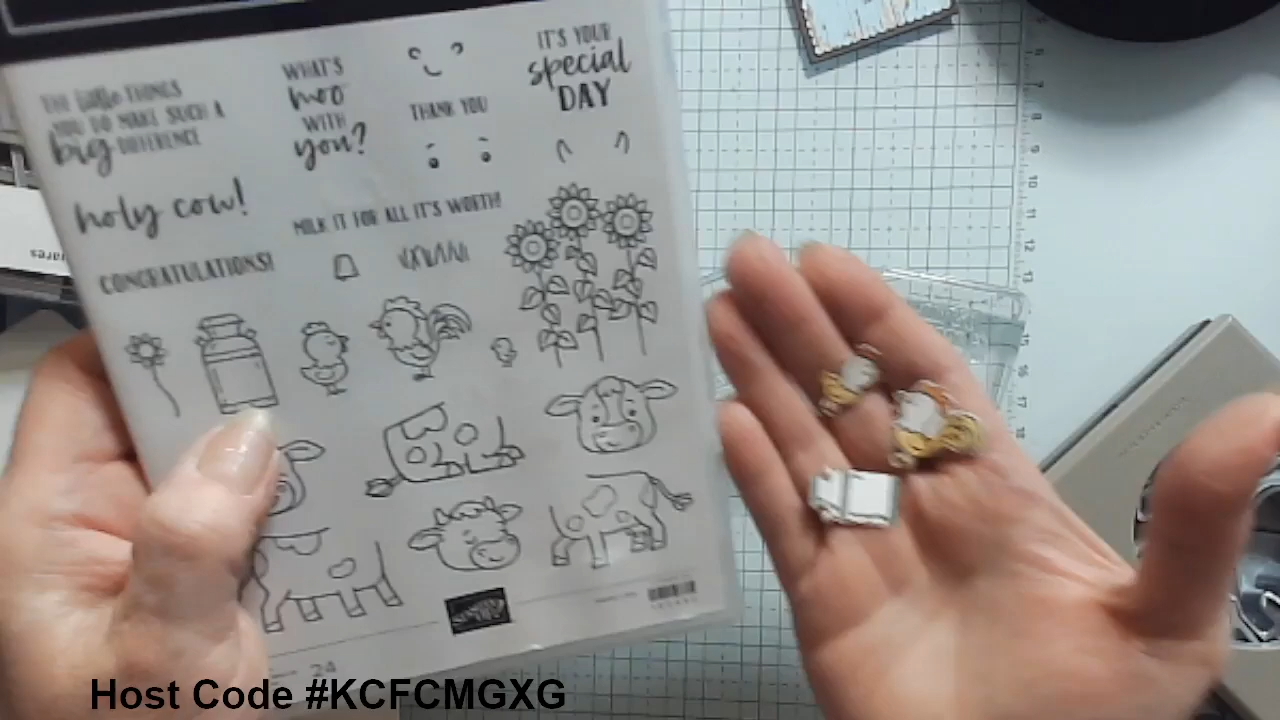 THE little THINGS
YOU DO MAKE SUCH A
big DIFFERENCE
WHAT'S
moo
WITH
you?
THANK YOU
IT'S YOUR
special
DAY
holy cow!
MILK IT FOR ALL IT'S WORTH!
CONGRATULATIONS!
24
Host Code #KCFCMGXG